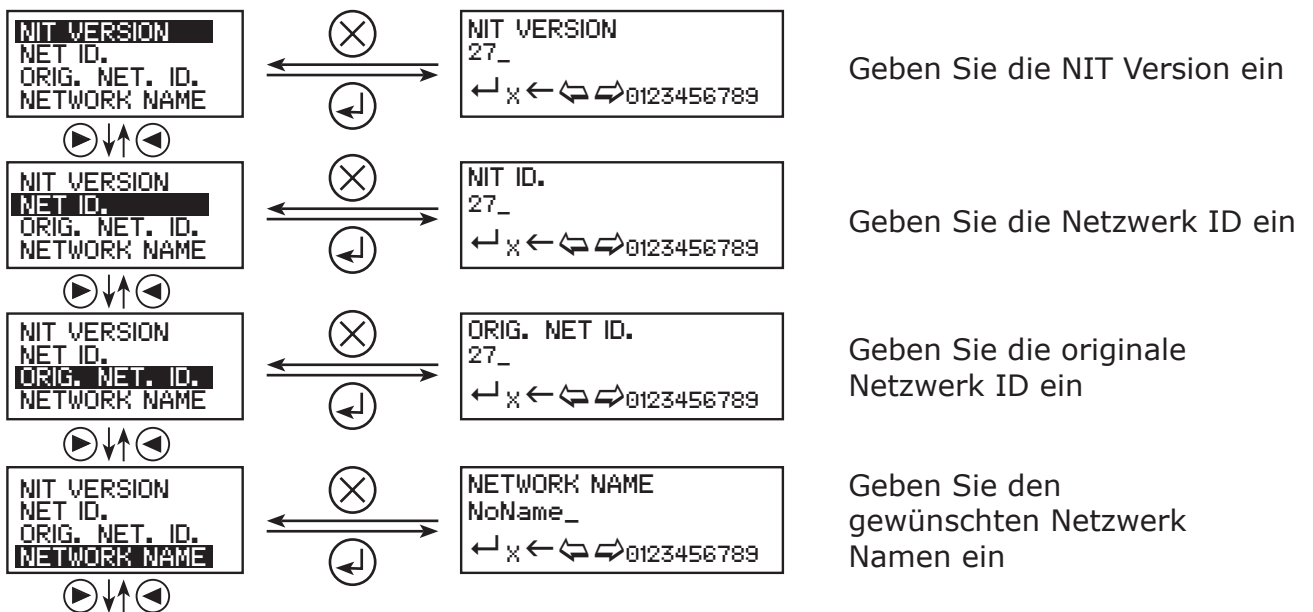 NIT VERSION
NET ID.
ORIG. NET. ID.
NETWORK NAME
NIT VERSION
27_
x 0123456789
Geben Sie die NIT Version ein
NIT VERSION
NET ID.
ORIG. NET. ID.
NETWORK NAME
NIT ID.
27_
x 0123456789
Geben Sie die Netzwerk ID ein
NIT VERSION
NET ID.
ORIG. NET. ID.
NETWORK NAME
ORIG. NET ID.
27_
x 0123456789
Geben Sie die originale
Netzwerk ID ein
NIT VERSION
NET ID.
ORIG. NET. ID.
NETWORK NAME
NETWORK NAME
NoName_
x 0123456789
Geben Sie den
gewünschten Netzwerk
Namen ein